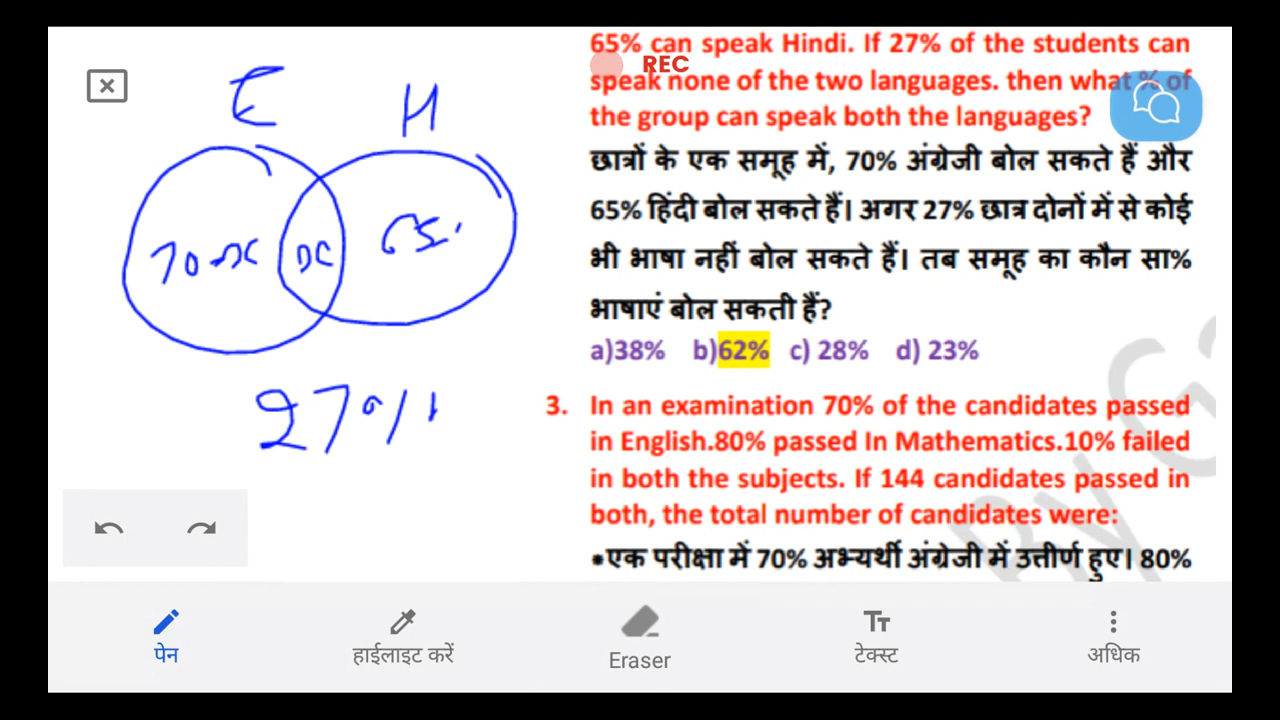 65% can speak Hindi. If 27% of the students can
REC
speak none of the two languages. then what % of
the group can speak both the languages?
छात्रों के एक समूह में, 70% अंग्रेजी बोल सकते हैं और
65% हिंदी बोल सकते हैं। अगर 27% छात्र दोनों में से कोई
भी भाषा नहीं बोल सकते हैं। तब समूह का कौन सा%
भाषाएं बोल सकती हैं?
a)38% b)62% c) 28% d) 23%
3. In an examination 70% of the candidates passed
in English.80% passed In Mathematics.10% failed
in both the subjects. If 144 candidates passed in
both, the total number of candidates were:
•एक परीक्षा में 70% अभ्यर्थी अंग्रेजी में उत्तीर्ण हुए। 80%
E H
70-x x 65.
27%
By G
पेन हाईलाइट करें Eraser टेक्स्ट अधिक